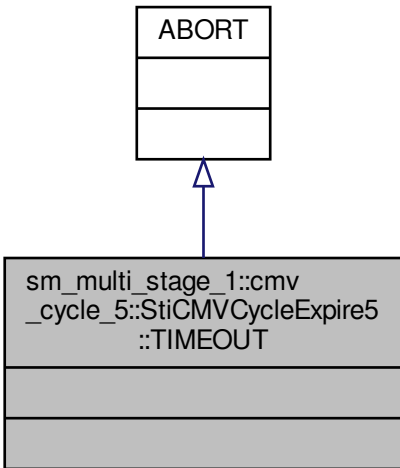 ABORT
sm_multi_stage_1::cmv
_cycle_5::StiCMVCycleExpire5
::TIMEOUT